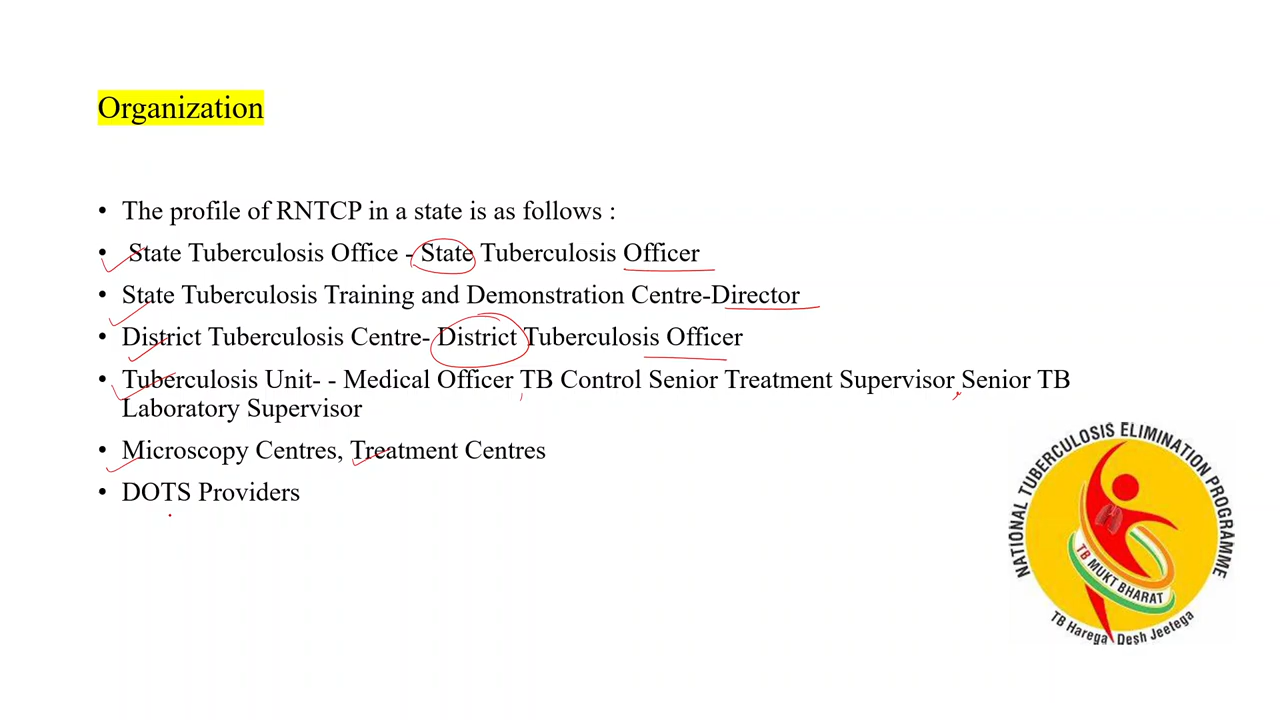 Organization
• The profile of RNTCP in a state is as follows :
• State Tuberculosis Office - State Tuberculosis Officer
• State Tuberculosis Training and Demonstration Centre-Director
• District Tuberculosis Centre- District Tuberculosis Officer
• Tuberculosis Unit- - Medical Officer TB Control Senior Treatment Supervisor Senior TB
Laboratory Supervisor
• Microscopy Centres, Treatment Centres
• DOTS Providers
NATIONAL TUBERCULOSIS ELIMINATION PROGRAMME
TB MUKT BHARAT
TB Harega Desh Jeetega